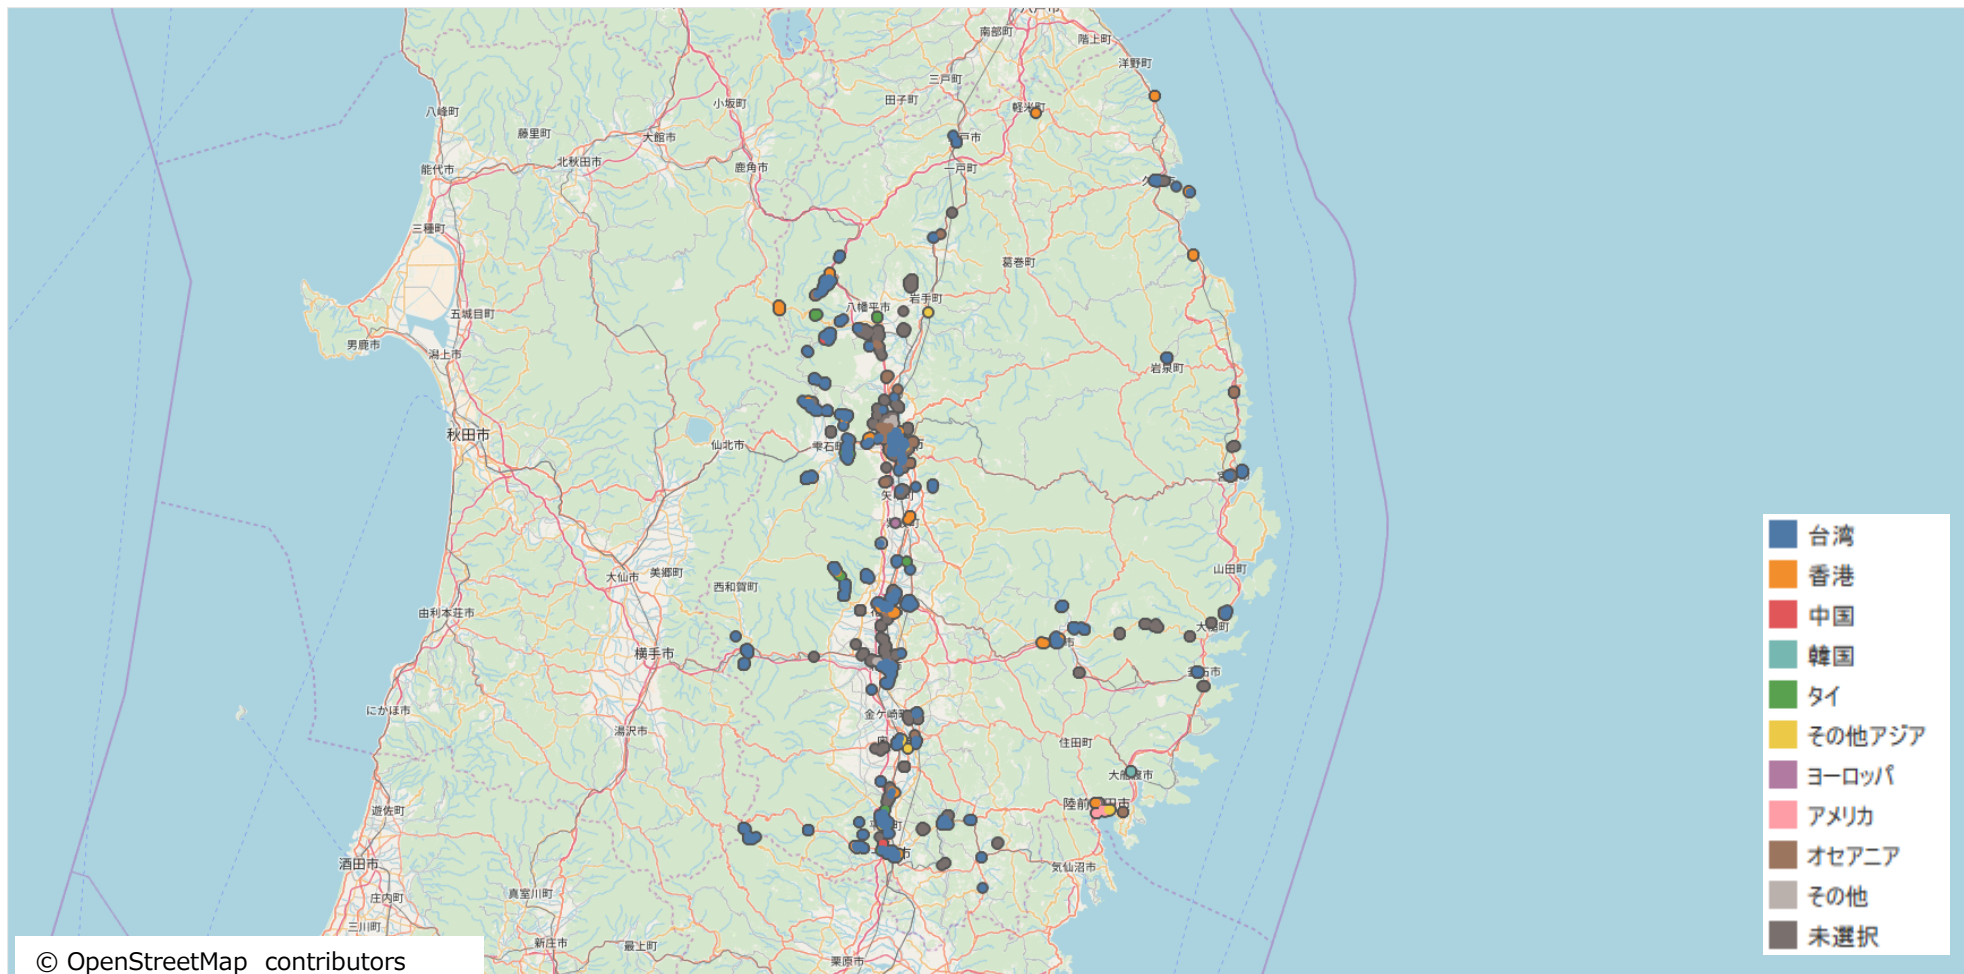 南部町
階上町
洋野町
三戸町
小坂町
田子町
軽米町
八峰町
藤里町
大館市
戸市
北秋田市
鹿角市
一戸町
能代市
三種町
葛巻町
岩手町
八幡平市
五城目町
男鹿市
潟上市
岩泉町
秋田市
仙北市
雫石町
矢巾町
大仙市
美郷町
西和賀町
山田町
由利本荘市
横手市
大槌町
釜石市
にかほ市
金ケ崎町
湯沢市
住田町
大船渡市
遊佐町
陸前高田市
酒田市
気仙沼市
庄内町
真室川町
三川町
新庄市
最上町
栗原市
台湾
香港
中国
韓国
タイ
その他アジア
ヨーロッパ
アメリカ
オセアニア
その他
未選択
© OpenStreetMap contributors